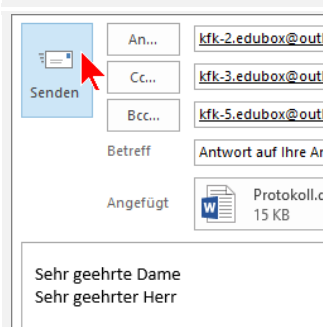 An...
kfk-2.edubox@outl
Senden
Cc...
kfk-3.edubox@outl
Bcc...
kfk-5.edubox@outl
Betreff
Antwort auf Ihre An
Angefügt
Protokoll.d
15 KB
Sehr geehrte Dame
Sehr geehrter Herr